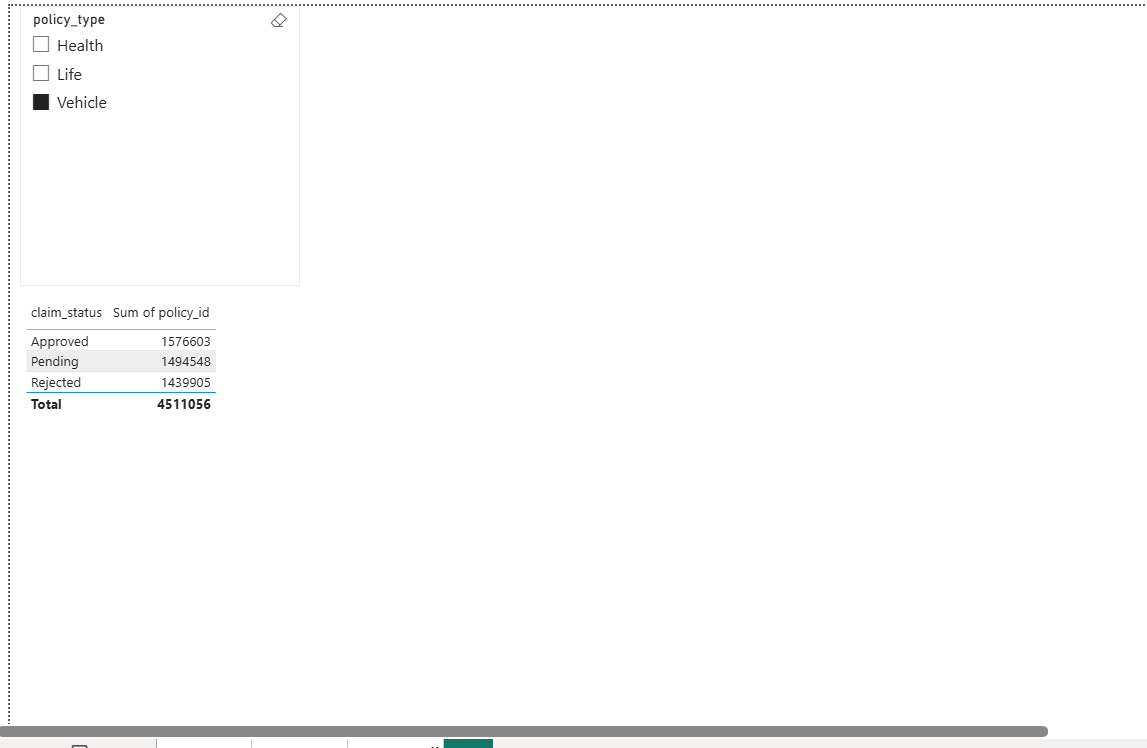 policy_type
Health
Life
Vehicle
claim_status Sum of policy_id
Approved 1576603
Pending 1494548
Rejected 1439905
Total 4511056